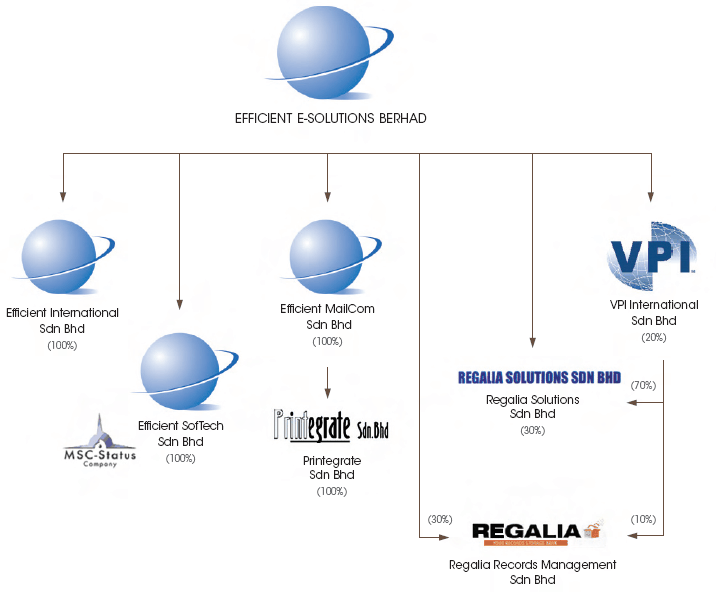 EFFICIENT E-SOLUTIONS BERHAD
Efficient International
Sdn Bhd
(100%)
Efficient SofTech
Sdn Bhd
(100%)
MSC-Status
Company
Efficient MailCom
Sdn Bhd
(100%)
Printegrate Sdn.Bhd
Printegrate
Sdn Bhd
(100%)
VPI
VPI International
Sdn Bhd
(20%)
REGALIA SOLUTIONS SDN BHD
(70%)
Regalia Solutions
Sdn Bhd
(30%)
(30%)
REGALIA
(10%)
Regalia Records Management
Sdn Bhd